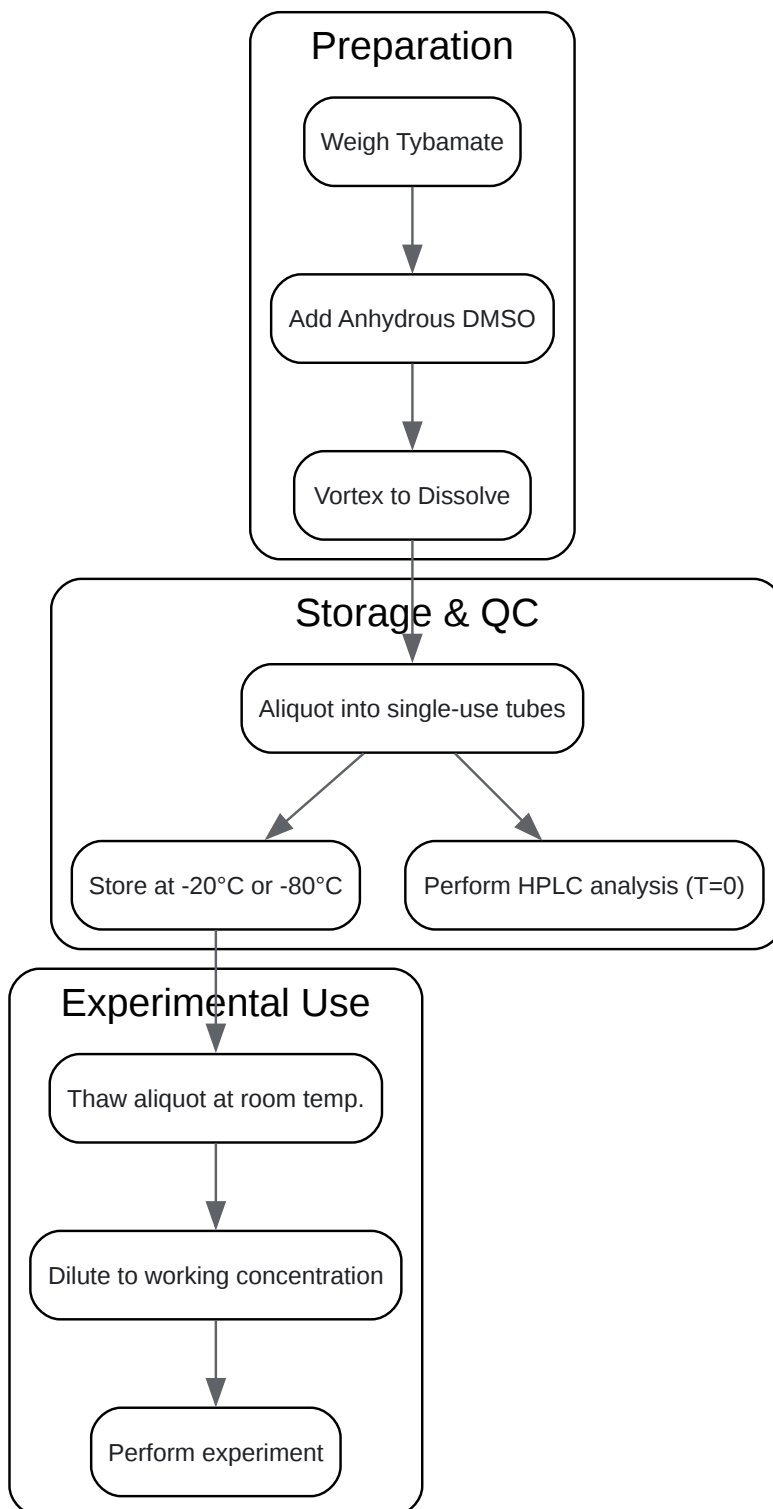 Preparation
Weigh Tybamate
Add Anhydrous DMSO
Vortex to Dissolve
Storage & QC
Aliquot into single-use tubes
Store at -20°C or -80°C
Perform HPLC analysis (T=0)
Experimental Use
Thaw aliquot at room temp.
Dilute to working concentration
Perform experiment